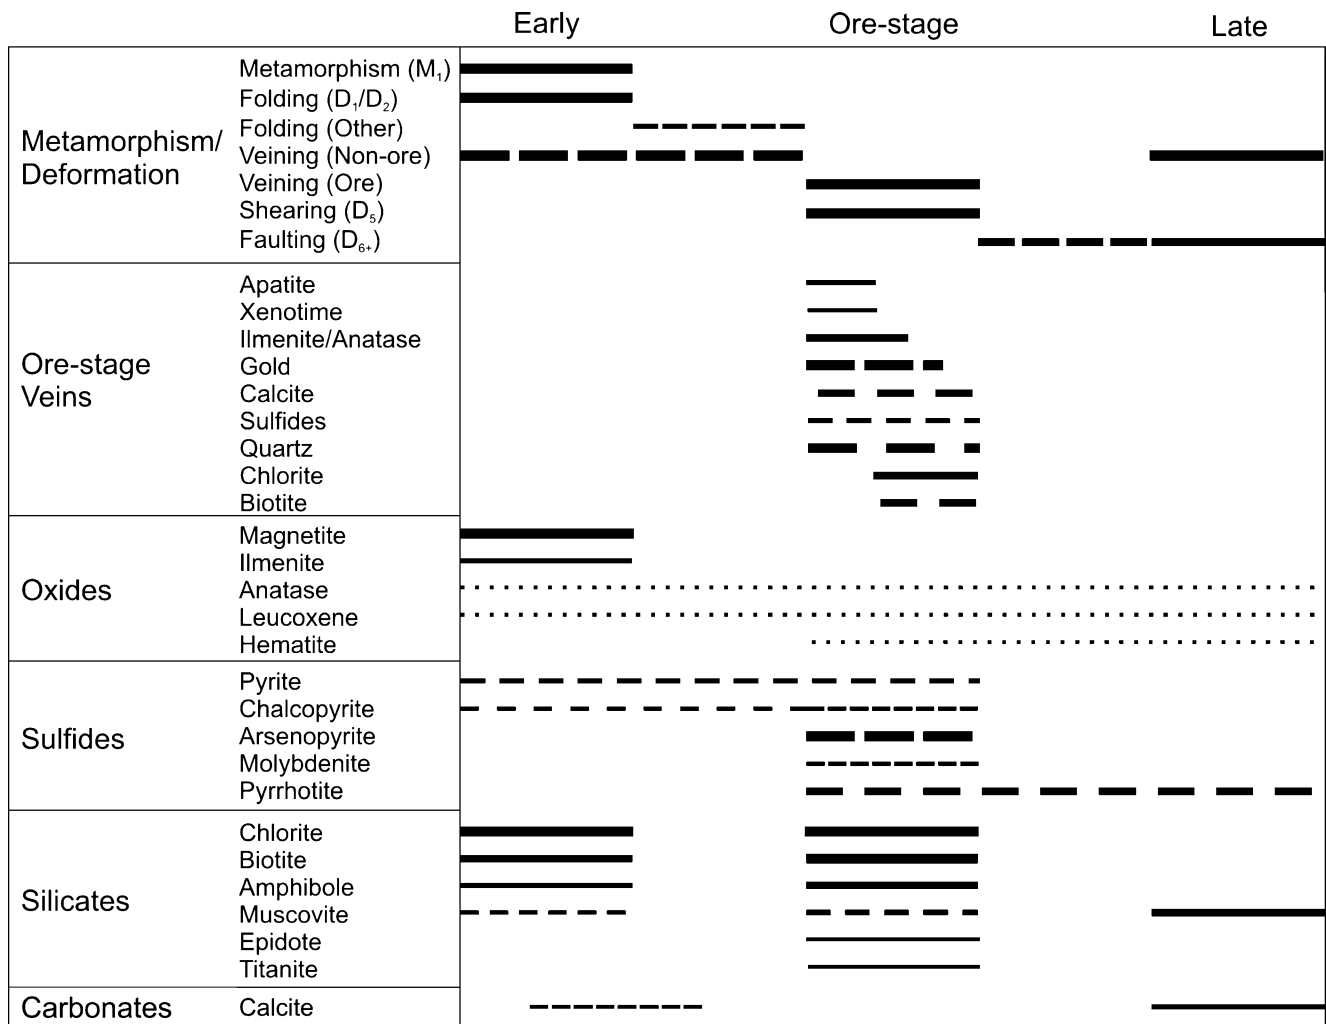 Early Ore-stage Late
Metamorphism/
Deformation
Metamorphism (M₁)
Folding (D₁/D₂)
Folding (Other)
Veining (Non-ore)
Veining (Ore)
Shearing (D₅)
Faulting (D₆₊)
Ore-stage
Veins
Apatite
Xenotime
Ilmenite/Anatase
Gold
Calcite
Sulfides
Quartz
Chlorite
Biotite
Oxides
Magnetite
Ilmenite
Anatase
Leucoxene
Hematite
Sulfides
Pyrite
Chalcopyrite
Arsenopyrite
Molybdenite
Pyrrhotite
Silicates
Chlorite
Biotite
Amphibole
Muscovite
Epidote
Titanite
Carbonates
Calcite